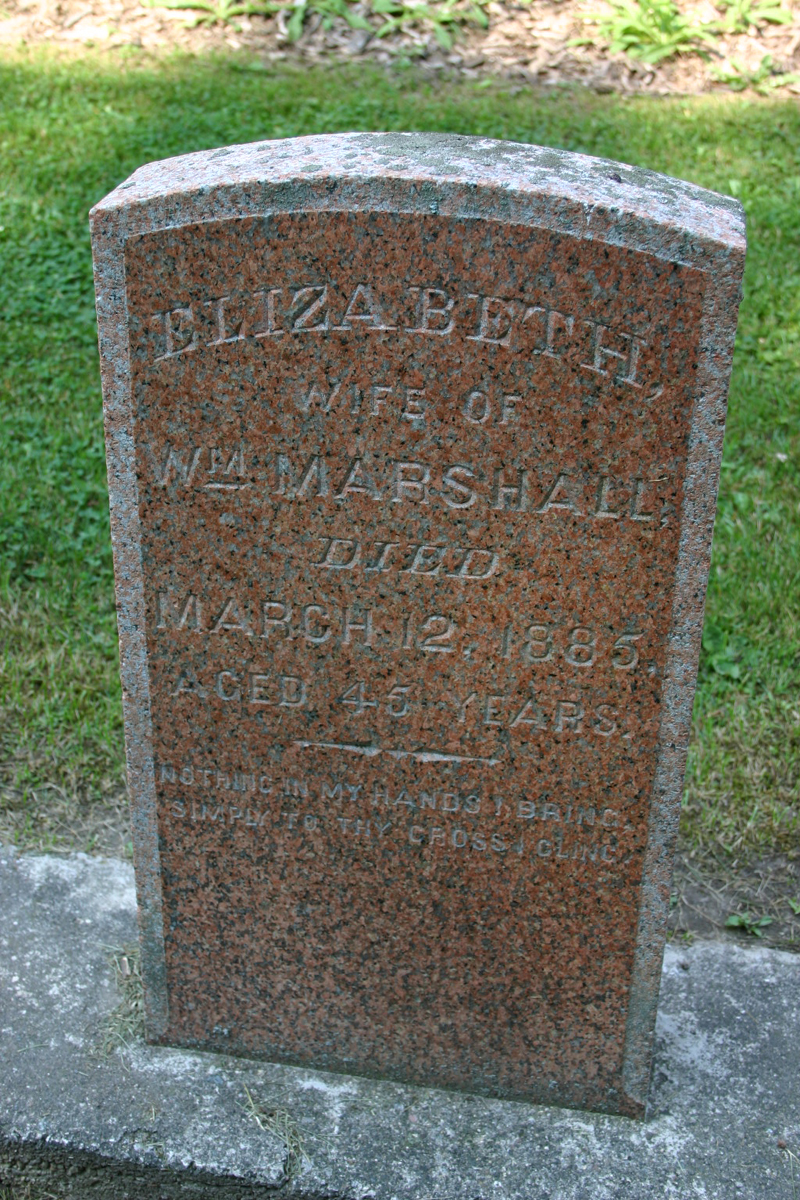 ELIZABETH,
WIFE OF
WM MARSHALL,
DIED
MARCH 12, 1885.
AGED 45 YEARS.
NOTHING IN MY HANDS I BRING,
SIMPLY TO THY CROSS I CLING